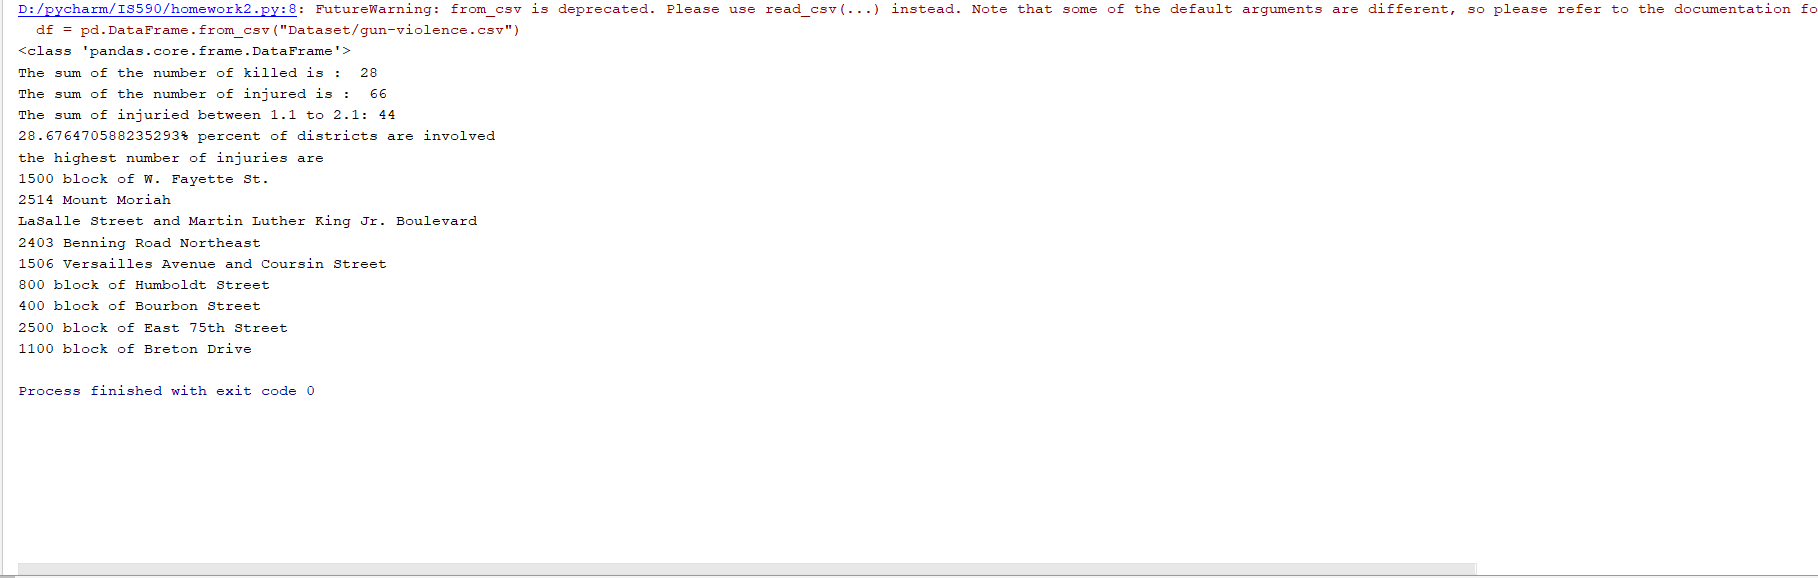 D:/pycharm/IS590/homework2.py:8: FutureWarning: from_csv is deprecated. Please use read_csv(...) instead. Note that some of the default arguments are different, so please refer to the documentation fo
df = pd.DataFrame.from_csv("Dataset/gun-violence.csv")
<class 'pandas.core.frame.DataFrame'>
The sum of the number of killed is :  28
The sum of the number of injured is :  66
The sum of injuried between 1.1 to 2.1: 44
28.676470588235293% percent of districts are involved
the highest number of injuries are
1500 block of W. Fayette St.
2514 Mount Moriah
LaSalle Street and Martin Luther King Jr. Boulevard
2403 Benning Road Northeast
1506 Versailles Avenue and Coursin Street
800 block of Humboldt Street
400 block of Bourbon Street
2500 block of East 75th Street
1100 block of Breton Drive
Process finished with exit code 0